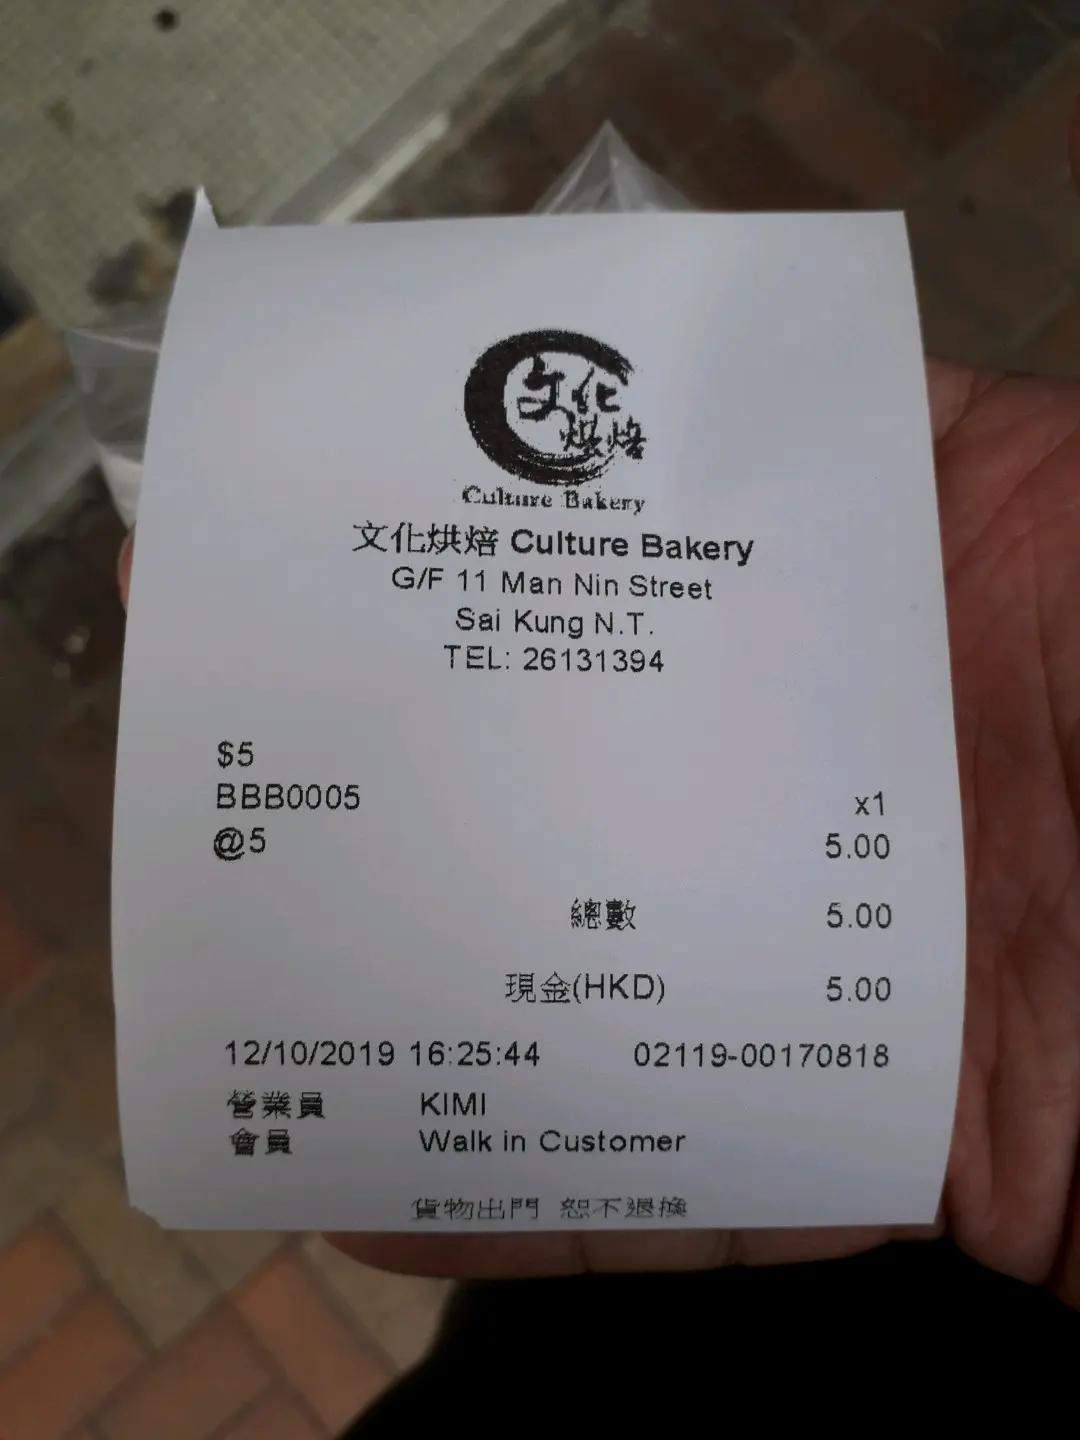 文化
烘焙
Culture Bakery
文化烘焙 Culture Bakery
G/F 11 Man Nin Street
Sai Kung N.T.
TEL: 26131394
$5
BBB0005 x1
@5 5.00
總數 5.00
現金(HKD) 5.00
12/10/2019 16:25:44 02119-00170818
營業員 KIMI
會員 Walk in Customer
貨物出門 恕不退換